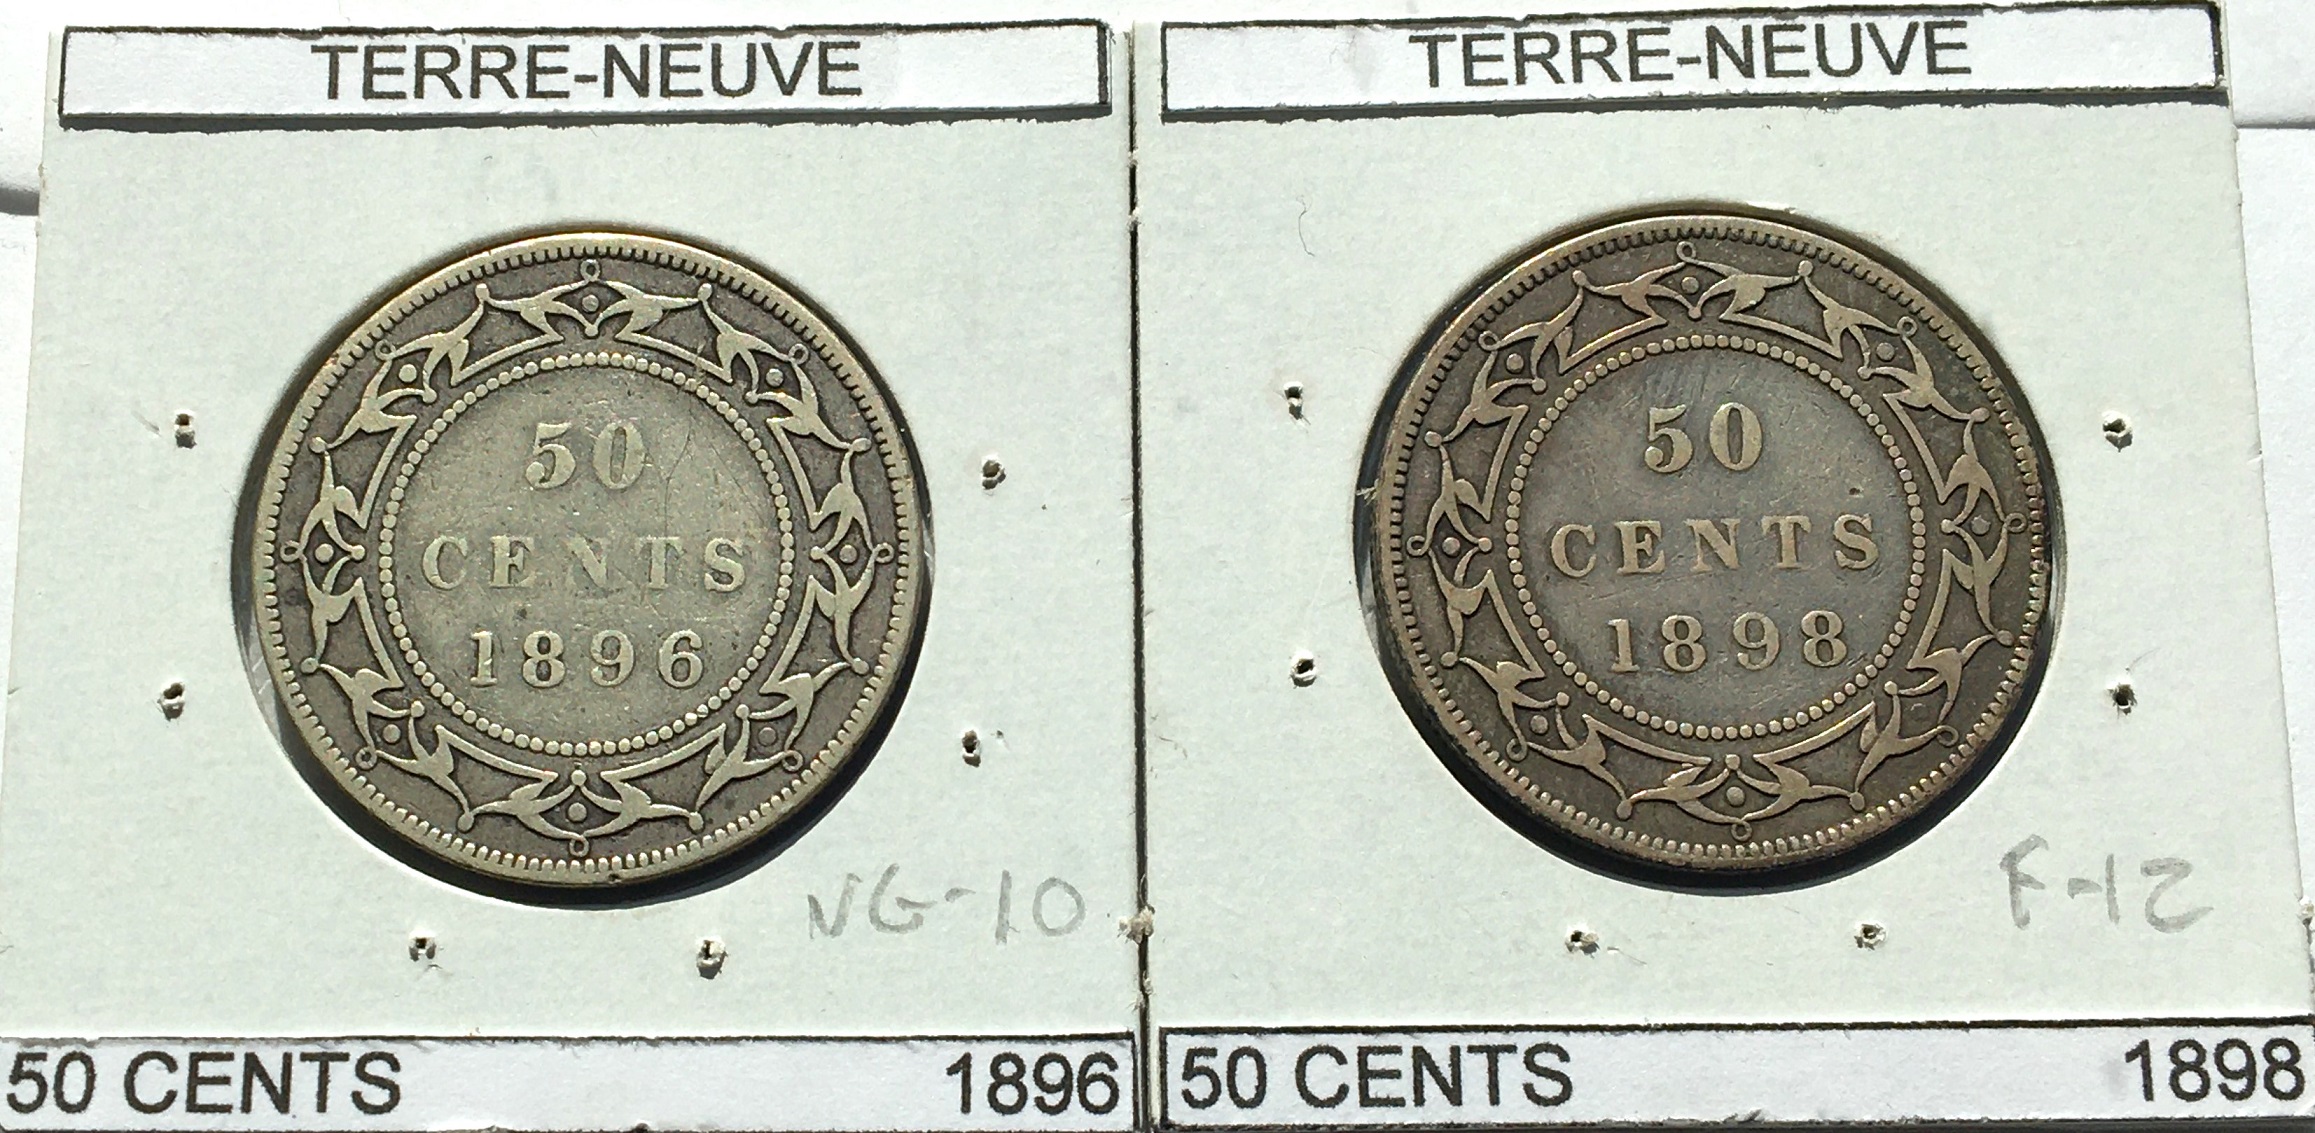 TERRE-NEUVE
50
CENTS
1896
VG-10
50 CENTS 1896
TERRE-NEUVE
50
CENTS
1898
F-12
50 CENTS 1898